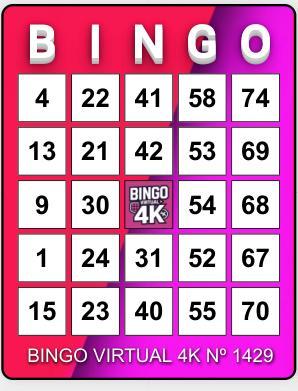 B I N G O
4 22 41 58 74
13 21 42 53 69
9 30 BINGO VIRTUAL 4K 54 68
1 24 31 52 67
15 23 40 55 70
BINGO VIRTUAL 4K Nº 1429